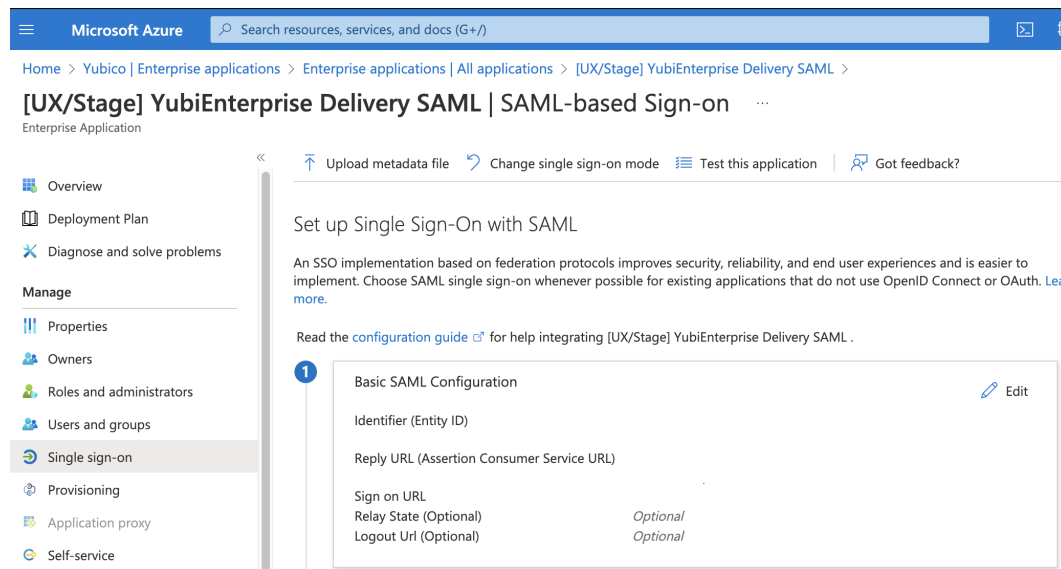 Microsoft Azure
Search resources, services, and docs (G+/)
Home > Yubico | Enterprise applications > Enterprise applications | All applications > [UX/Stage] YubiEnterprise Delivery SAML >
[UX/Stage] YubiEnterprise Delivery SAML | SAML-based Sign-on ...
Enterprise Application
«
Upload metadata file Change single sign-on mode Test this application Got feedback?
Overview
Deployment Plan
Diagnose and solve problems
Manage
Properties
Owners
Roles and administrators
Users and groups
Single sign-on
Provisioning
Application proxy
Self-service
Set up Single Sign-On with SAML
An SSO implementation based on federation protocols improves security, reliability, and end user experiences and is easier to
implement. Choose SAML single sign-on whenever possible for existing applications that do not use OpenID Connect or OAuth. Lea
more.
Read the configuration guide for help integrating [UX/Stage] YubiEnterprise Delivery SAML .
1
Basic SAML Configuration
Edit
Identifier (Entity ID)
Reply URL (Assertion Consumer Service URL)
Sign on URL
Relay State (Optional) Optional
Logout Url (Optional) Optional